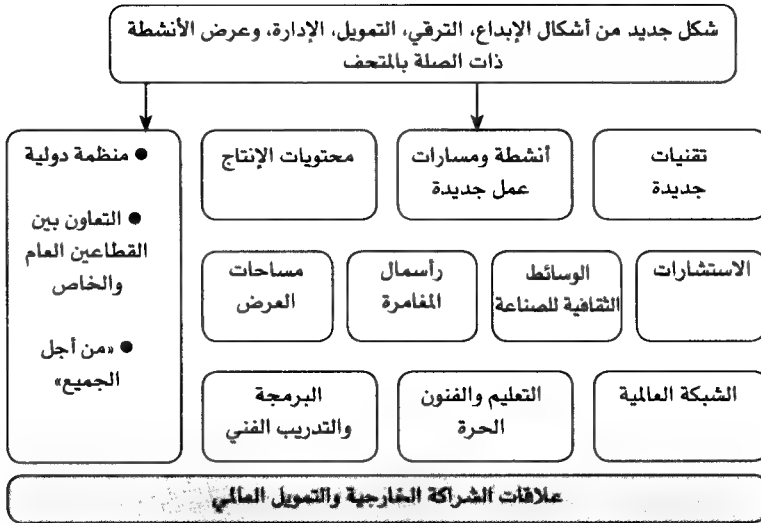 شكل جديد من أشكال الإبداع، الترقي، التمويل، الإدارة، وعرض الأنشطة
ذات الصلة بالمتحف
تقنيات
جديدة
أنشطة ومسارات
عمل جديدة
محتويات الإنتاج
● منظمة دولية
● التعاون بين
القطاعين العام
والخاص
● «من أجل
الجميع»
الاستشارات
الوسائط
الثقافية للصناعة
رأسمال
المغامرة
مساحات
العرض
الشبكة العالمية
التعليم والفنون
الحرة
البرمجة
والتدريب الفني
علاقات الشراكة الخارجية والتمويل العالمي